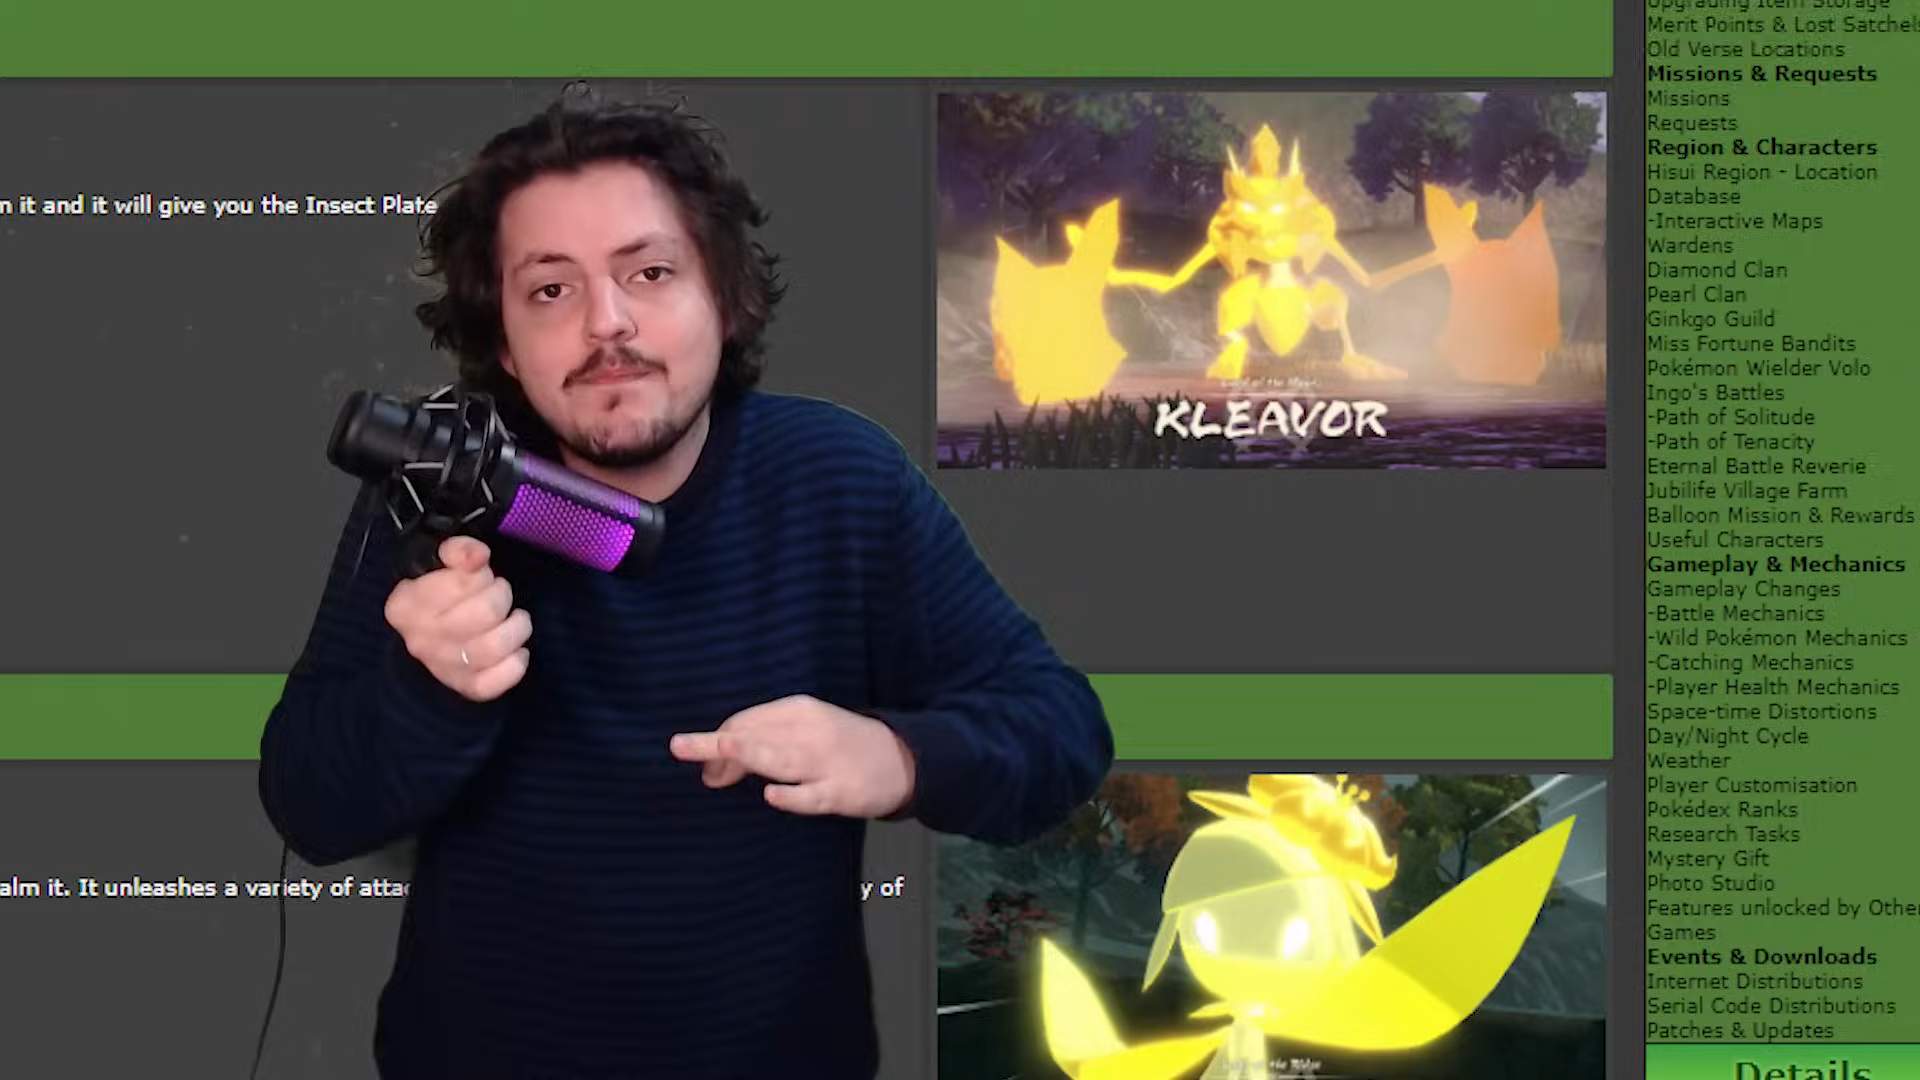 m it and it will give you the Insect Plate
KLEAVOR
alm it. It unleashes a variety of
y of
Upgrading Item Storage
Merit Points & Lost Satchels
Old Verse Locations
Missions & Requests
Missions
Requests
Region & Characters
Hisui Region - Location
Database
-Interactive Maps
Wardens
Diamond Clan
Pearl Clan
Ginkgo Guild
Miss Fortune Bandits
Pokémon Wielder Volo
Ingo's Battles
-Path of Solitude
-Path of Tenacity
Eternal Battle Reverie
Jubilife Village Farm
Balloon Mission & Rewards
Useful Characters
Gameplay & Mechanics
Gameplay Changes
-Battle Mechanics
-Wild Pokémon Mechanics
-Catching Mechanics
-Player Health Mechanics
Space-time Distortions
Day/Night Cycle
Weather
Player Customisation
Pokédex Ranks
Research Tasks
Mystery Gift
Photo Studio
Features unlocked by Other
Games
Events & Downloads
Internet Distributions
Serial Code Distributions
Patches & Updates
Details